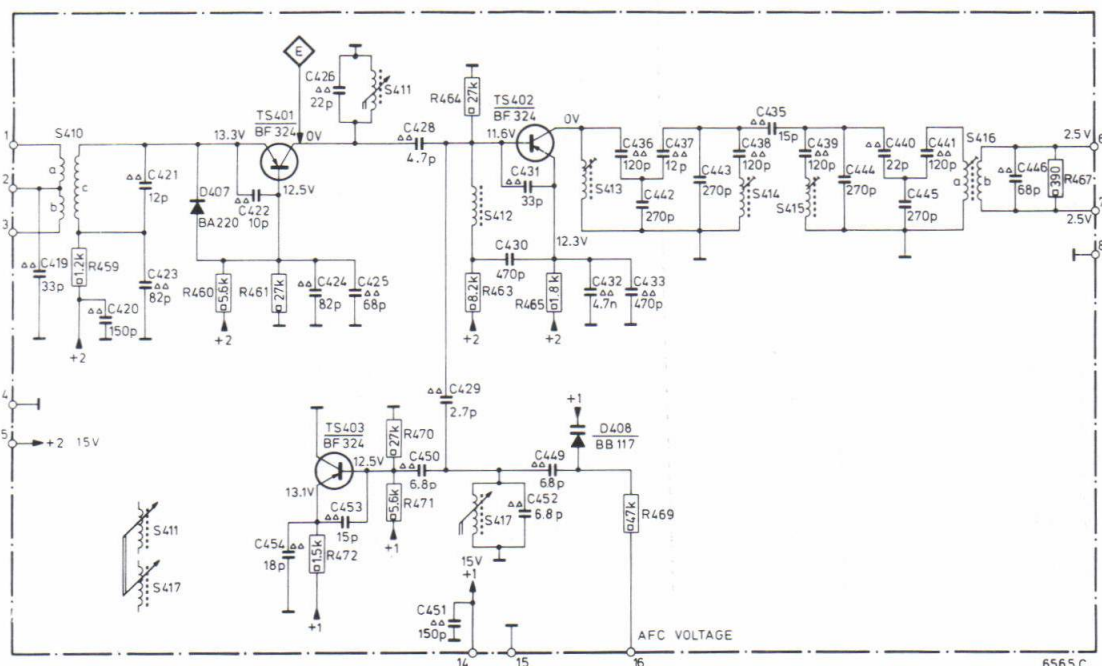 E
C426
22p
S411
R464
27k
TS401
BF324
13.3V
0V
12.5V
C428
4.7p
TS402
BF324
11.6V
0V
C431
33p
12.3V
C435
15p
1
2
3
S410
a
b
c
C421
12p
D407
BA220
C422
10p
S412
S413
C436
120p
C437
12p
C442
270p
C443
270p
C438
120p
S414
C439
120p
S415
C444
270p
C440
22p
C441
120p
C445
270p
S416
a
b
C446
68p
390
R467
2.5V
6
2.5V
7
8
C419
33p
R459
1.2k
C420
150p
+2
C423
82p
R460
5.6k
+2
R461
27k
C424
82p
C425
68p
C430
470p
8.2k
R463
+2
R465
1.8k
+2
C432
4.7n
C433
470p
C429
2.7p
4
5
+2 15V
TS403
BF324
12.5V
13.1V
R470
27k
C450
6.8p
5.6k
R471
+1
C453
15p
C454
18p
1.5k
R472
+1
C449
68p
+1
D408
BB117
S417
C452
6.8p
47k
R469
S411
S417
15V
+1
C451
150p
14
15
16
AFC VOLTAGE
6565C